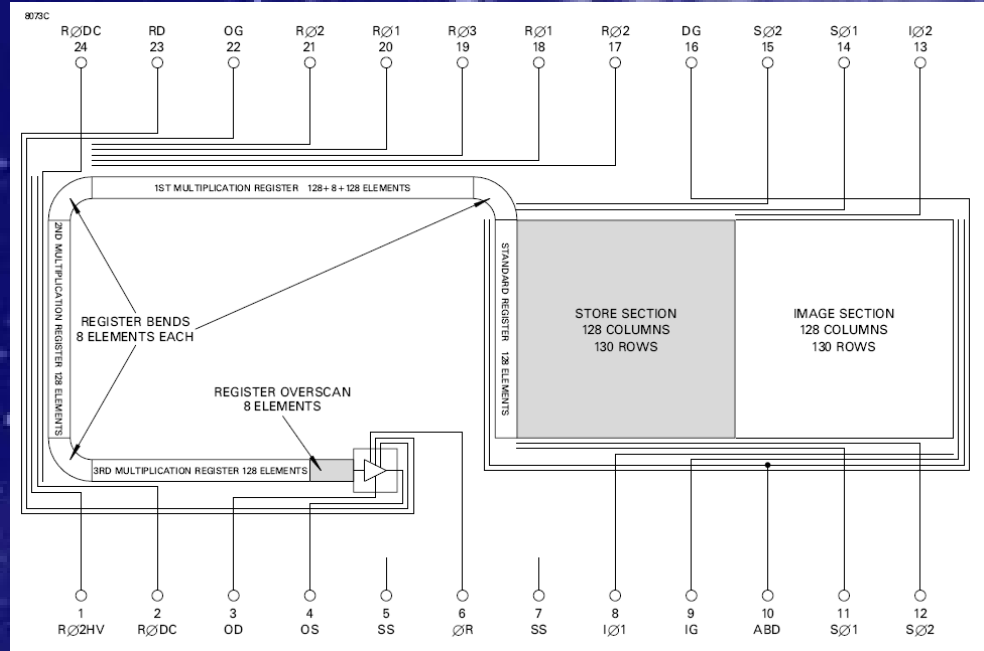 8073C
RØDC RD OG RØ2 RØ1 RØ3 RØ1 RØ2 DG SØ2 SØ1 IØ2
24 23 22 21 20 19 18 17 16 15 14 13
1ST MULTIPLICATION REGISTER 128+8+128 ELEMENTS
2ND MULTIPLICATION REGISTER 128 ELEMENTS
STANDARD REGISTER 128 ELEMENTS
STORE SECTION
128 COLUMNS
130 ROWS
IMAGE SECTION
128 COLUMNS
130 ROWS
REGISTER BENDS
8 ELEMENTS EACH
REGISTER OVERSCAN
8 ELEMENTS
3RD MULTIPLICATION REGISTER 128 ELEMENTS
1 2 3 4 5 6 7 8 9 10 11 12
RØ2HV RØDC OD OS SS ØR SS IØ1 IG ABD SØ1 SØ2